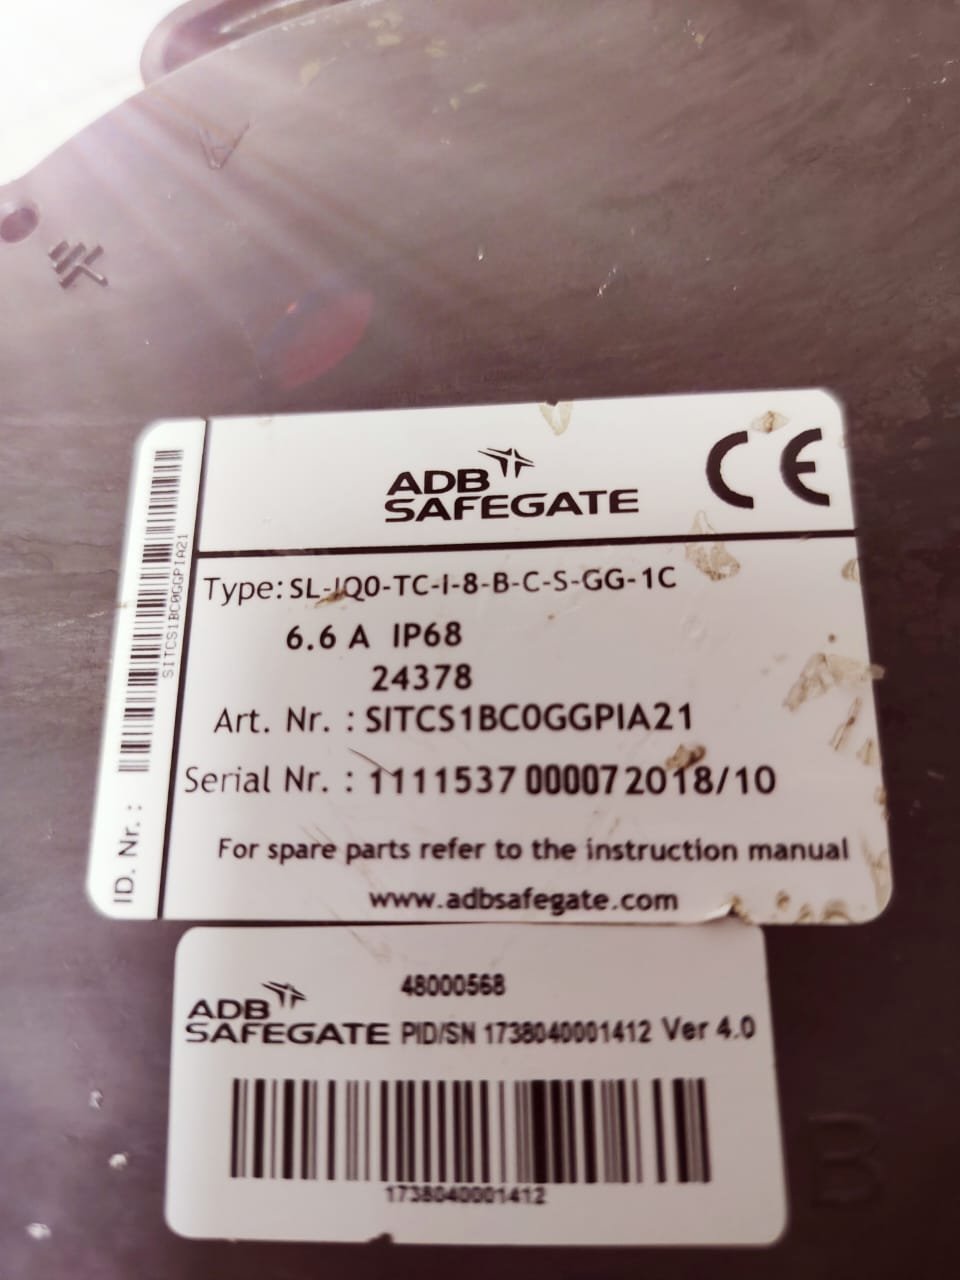 ADB
SAFEGATE
CE
Type: SL-IQ0-TC-I-8-B-C-S-GG-1C
6.6 A IP68
24378
Art. Nr. : SITCS1BC0GGPIA21
Serial Nr. : 1111537 000072018/10
For spare parts refer to the instruction manual
www.adbsafegate.com
ID. Nr. :
SITCS1BC0GGPIA21
48000568
ADB
SAFEGATE PID/SN 1738040001412 Ver 4.0
1738040001412
B